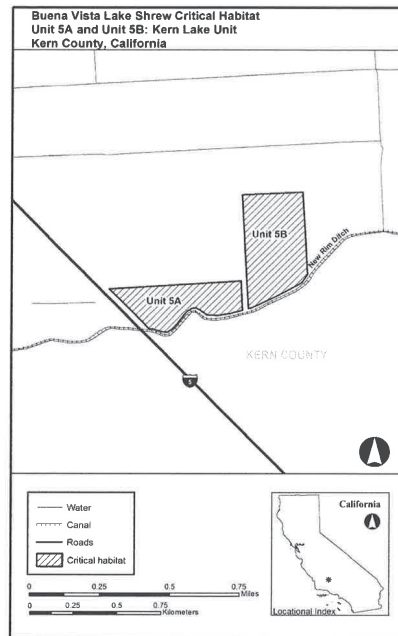 Buena Vista Lake Shrew Critical Habitat
Unit 5A and Unit 5B: Kern Lake Unit
Kern County, California
Unit 5B
New Rim Ditch
Unit 5A
KERN COUNTY
5
Water
Canal
Roads
Critical habitat
0 0.25 0.5 0.75
Miles
0 0.25 0.5 0.75
Kilometers
California
Locational Index